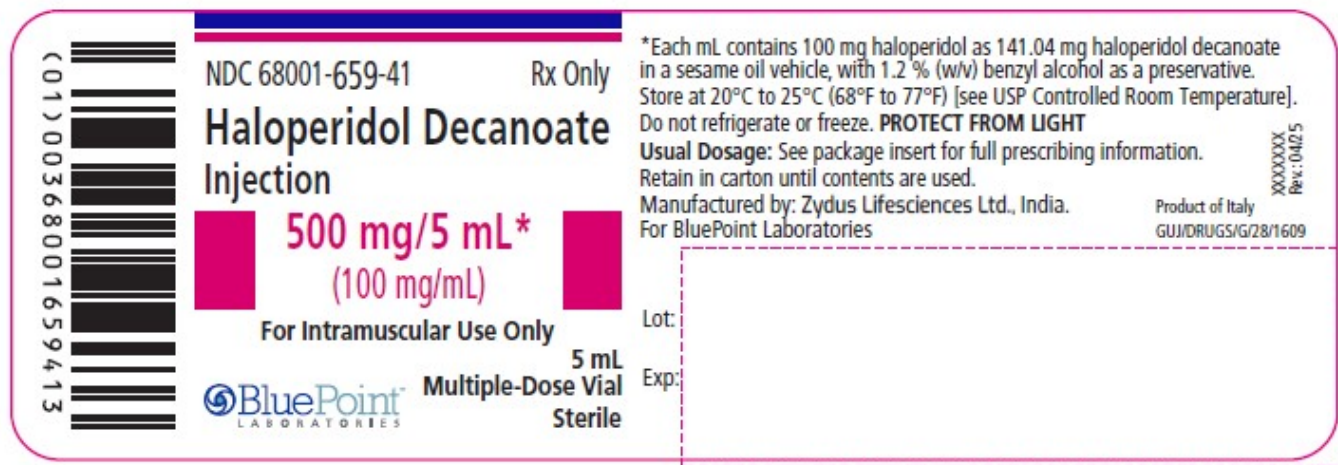 (01)00368001659413
NDC 68001-659-41 Rx Only
Haloperidol Decanoate
Injection
500 mg/5 mL*
(100 mg/mL)
For Intramuscular Use Only
5 mL
Multiple-Dose Vial
Sterile
BluePoint™
LABORATORIES
*Each mL contains 100 mg haloperidol as 141.04 mg haloperidol decanoate
in a sesame oil vehicle, with 1.2 % (w/v) benzyl alcohol as a preservative.
Store at 20°C to 25°C (68°F to 77°F) [see USP Controlled Room Temperature].
Do not refrigerate or freeze. PROTECT FROM LIGHT
Usual Dosage: See package insert for full prescribing information.
Retain in carton until contents are used.
Manufactured by: Zydus Lifesciences Ltd., India.
For BluePoint Laboratories
Product of Italy
GUJ/DRUGS/G/28/1609
XXXXXXX
Rev.: 04/25
Lot:
Exp: